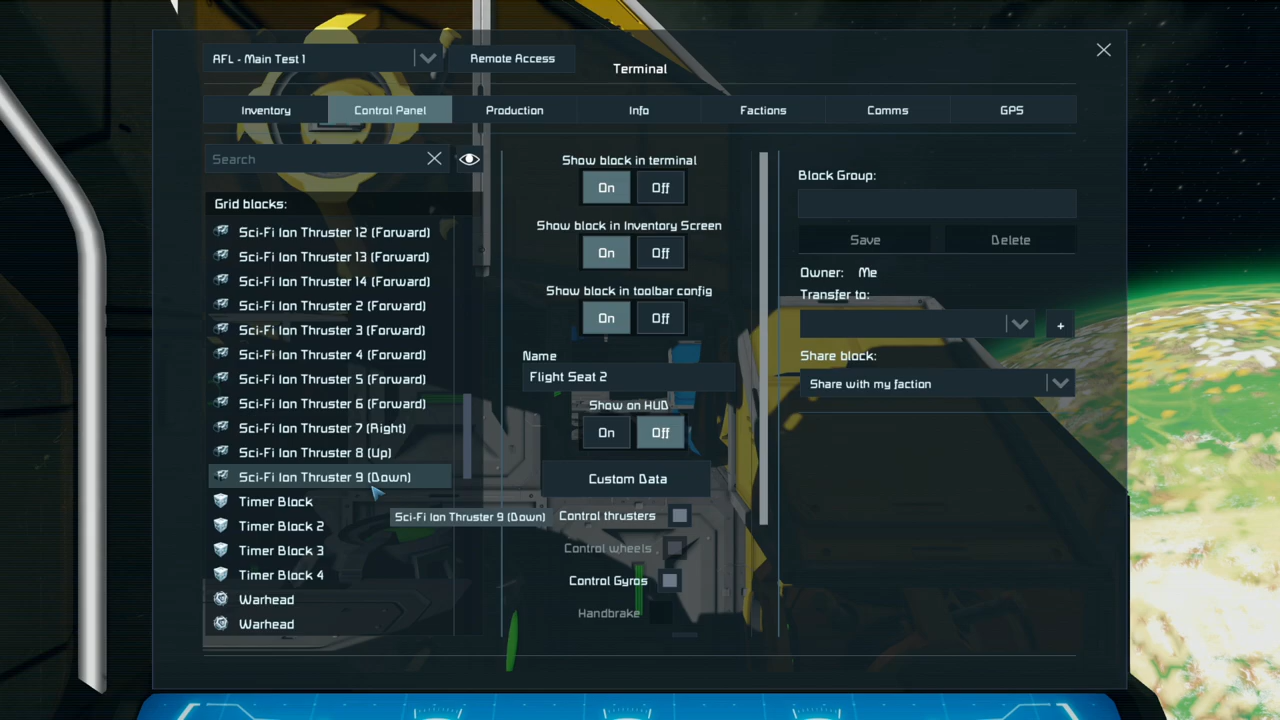 AFL - Main Test 1
Remote Access
Terminal
Inventory
Control Panel
Production
Info
Factions
Comms
GPS
Search
Grid blocks:
Sci-Fi Ion Thruster 12 (Forward)
Sci-Fi Ion Thruster 13 (Forward)
Sci-Fi Ion Thruster 14 (Forward)
Sci-Fi Ion Thruster 2 (Forward)
Sci-Fi Ion Thruster 3 (Forward)
Sci-Fi Ion Thruster 4 (Forward)
Sci-Fi Ion Thruster 5 (Forward)
Sci-Fi Ion Thruster 6 (Forward)
Sci-Fi Ion Thruster 7 (Right)
Sci-Fi Ion Thruster 8 (Up)
Sci-Fi Ion Thruster 9 (Down)
Timer Block
Timer Block 2
Timer Block 3
Timer Block 4
Warhead
Warhead
Sci-Fi Ion Thruster 9 (Down)
Show block in terminal
On Off
Show block in Inventory Screen
On Off
Show block in toolbar config
On Off
Name
Flight Seat 2
Show on HUD
On Off
Custom Data
Control thrusters
Control wheels
Control Gyros
Handbrake
Block Group:
Save Delete
Owner: Me
Transfer to:
+
Share block:
Share with my faction